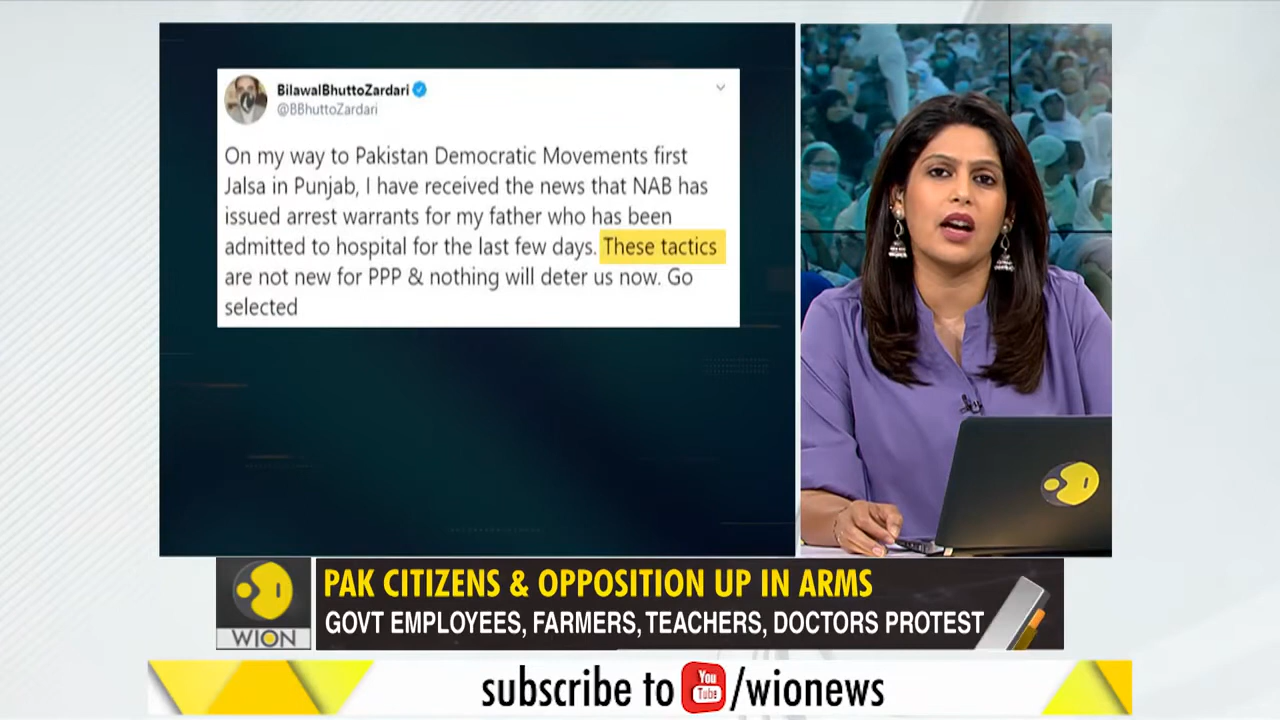 BilawalBhuttoZardari
@BBhuttoZardari
On my way to Pakistan Democratic Movements first
Jalsa in Punjab, I have received the news that NAB has
issued arrest warrants for my father who has been
admitted to hospital for the last few days. These tactics
are not new for PPP & nothing will deter us now. Go
selected
WION
PAK CITIZENS & OPPOSITION UP IN ARMS
GOVT EMPLOYEES, FARMERS, TEACHERS, DOCTORS PROTEST
subscribe to You Tube /wionews